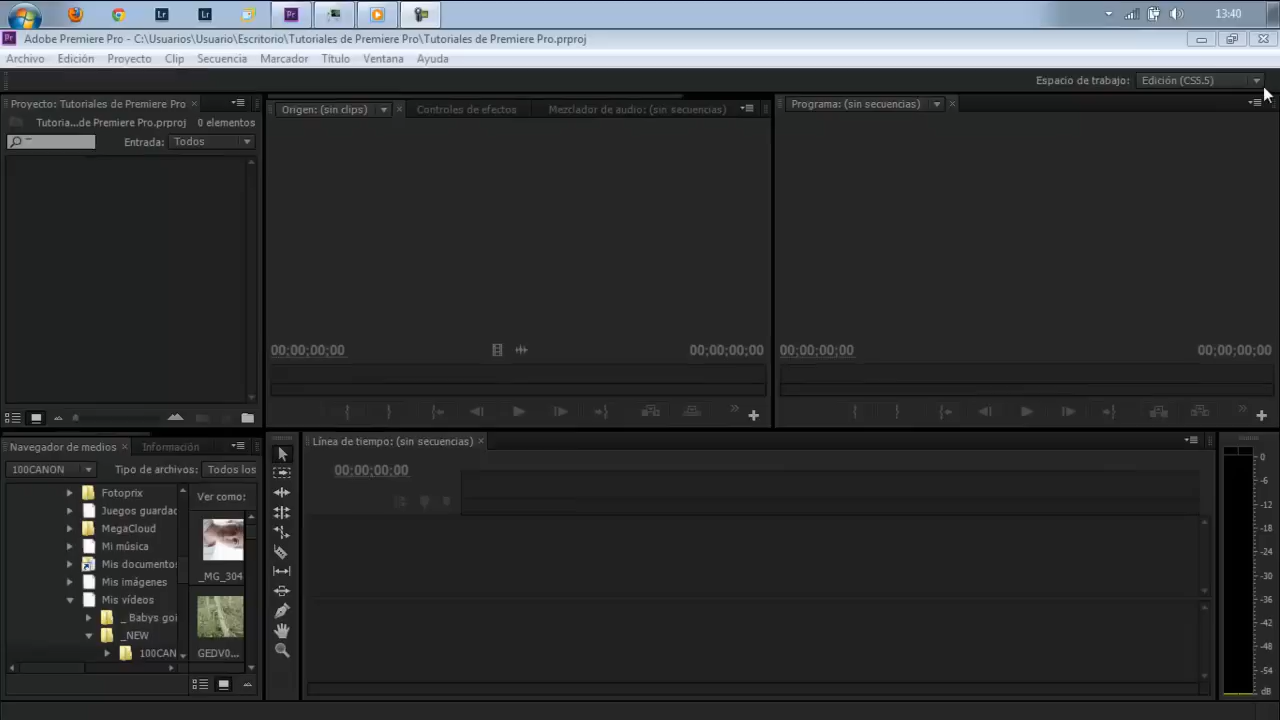 13:40
Adobe Premiere Pro - C:\Usuarios\Usuario\Escritorio\Tutoriales de Premiere Pro\Tutoriales de Premiere Pro.prproj
Archivo Edición Proyecto Clip Secuencia Marcador Título Ventana Ayuda
Espacio de trabajo: Edición (CS5.5)
Proyecto: Tutoriales de Premiere Pro
Tutoria...de Premiere Pro.prproj 0 elementos
Entrada: Todos
Origen: (sin clips) Controles de efectos Mezclador de audio: (sin secuencias)
Programa: (sin secuencias)
00;00;00;00 00;00;00;00
00;00;00;00 00;00;00;00
Navegador de medios Información
100CANON Tipo de archivos: Todos los
Fotoprix
Juegos guardad
MegaCloud
Mi música
Mis documentos
Mis imágenes
Mis vídeos
_ Babys goi
_NEW
100CAN
Ver como:
_MG_304
GEDV0...
Línea de tiempo: (sin secuencias)
00;00;00;00
0
-6
-12
-18
-24
-30
-36
-42
-48
-54
dB